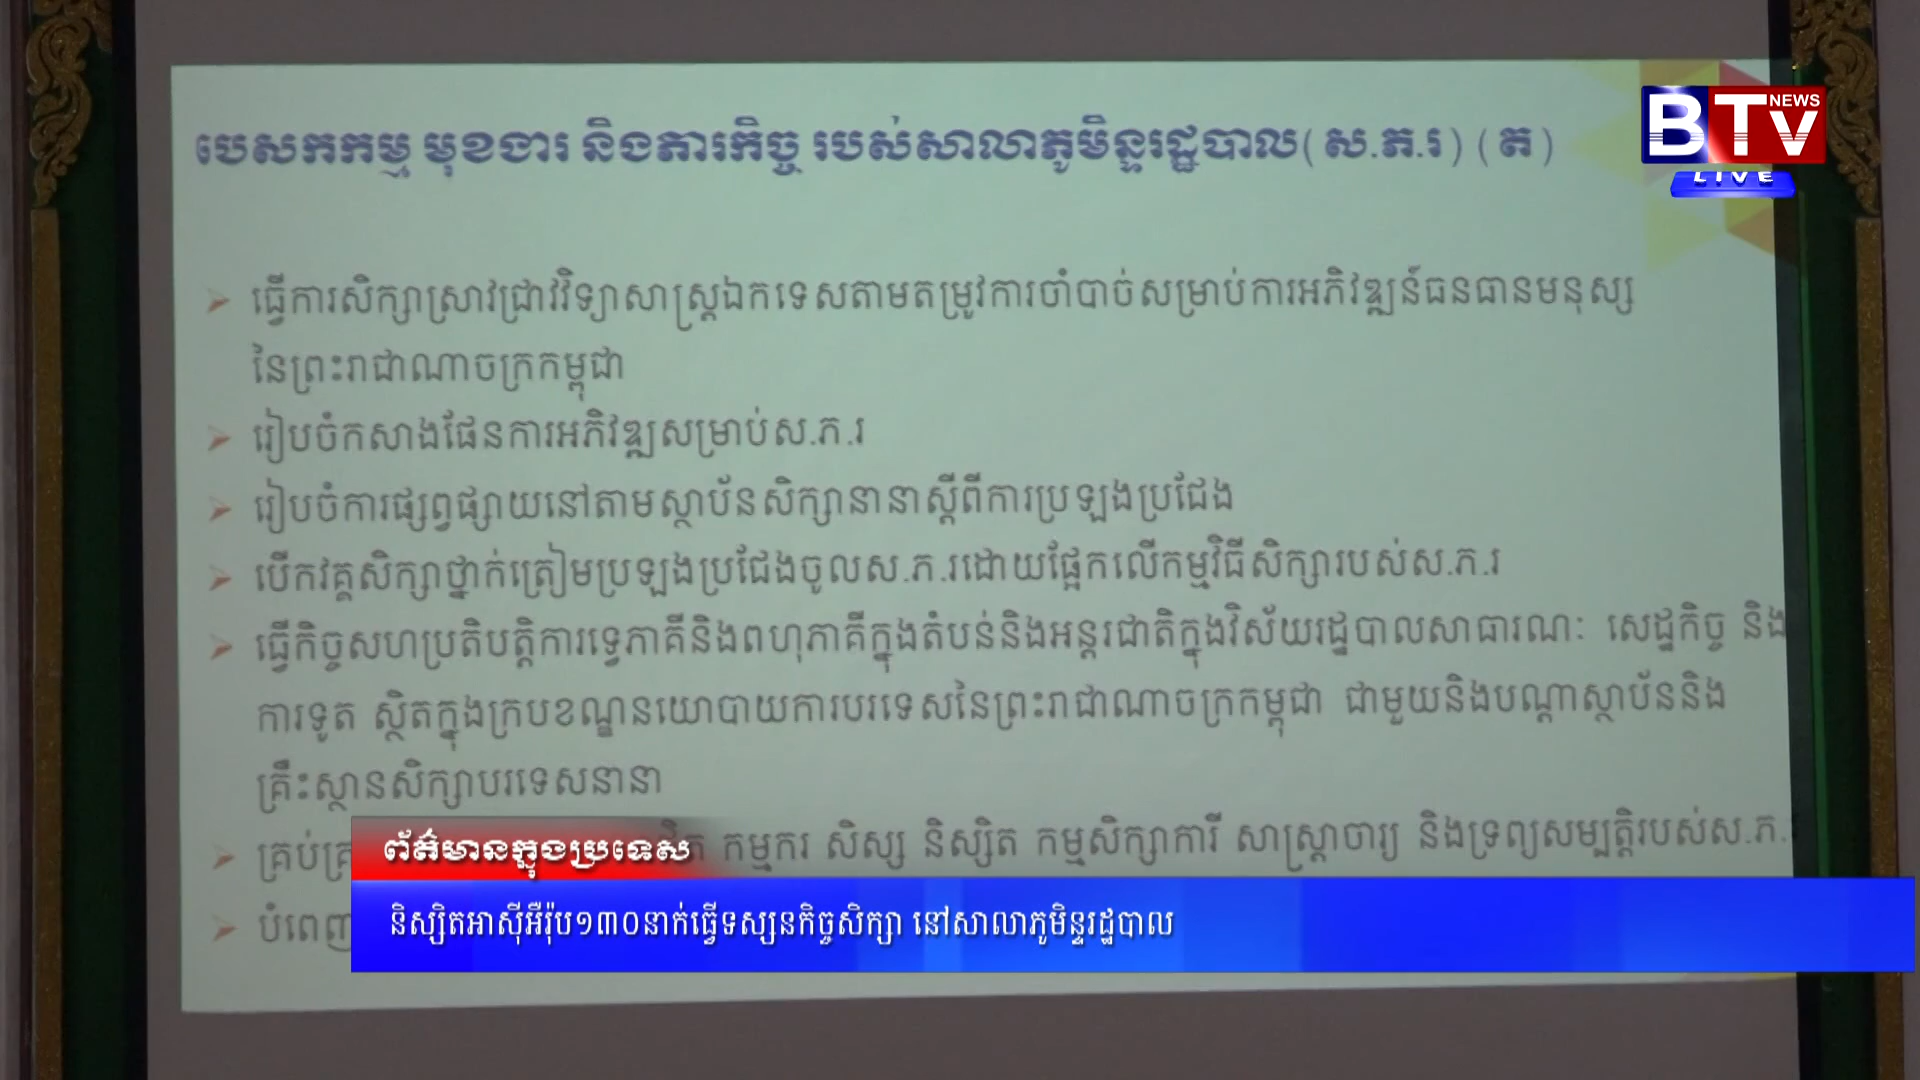 បេសកកម្ម មុខងារ និងភារកិច្ច របស់សាលាភូមិន្ទរដ្ឋបាល(ស.ភ.រ) (ត)
BTV NEWS
LIVE
ធ្វើការសិក្សាស្រាវជ្រាវវិទ្យាសាស្ត្រឯកទេសតាមតម្រូវការចាំបាច់សម្រាប់ការអភិវឌ្ឍន៍ធនធានមនុស្ស
នៃព្រះរាជាណាចក្រកម្ពុជា
រៀបចំកសាងផែនការអភិវឌ្ឍសម្រាប់ស.ភ.រ
រៀបចំការផ្សព្វផ្សាយនៅតាមស្ថាប័នសិក្សានានាស្តីពីការប្រឡងប្រជែង
បើកវគ្គសិក្សាថ្នាក់ត្រៀមប្រឡងប្រជែងចូលស.ភ.រដោយផ្អែកលើកម្មវិធីសិក្សារបស់ស.ភ.រ
ធ្វើកិច្ចសហប្រតិបត្តិការទ្វេភាគីនិងពហុភាគីក្នុងតំបន់និងអន្តរជាតិក្នុងវិស័យរដ្ឋបាលសាធារណៈ សេដ្ឋកិច្ច និង
ការទូត ស្ថិតក្នុងក្របខណ្ឌនយោបាយការបរទេសនៃព្រះរាជាណាចក្រកម្ពុជា ជាមួយនិងបណ្តាស្ថាប័ននិង
គ្រឹះស្ថានសិក្សាបរទេសនានា
កម្មករ សិស្ស និស្សិត កម្មសិក្សាការី សាស្ត្រាចារ្យ និងទ្រព្យសម្បត្តិរបស់ស.ភ.
ព័ត៌មានក្នុងប្រទេស
បំពេញ
និស្សិតអាស៊ីអឺរ៉ុប១៣០នាក់ធ្វើទស្សនកិច្ចសិក្សា នៅសាលាភូមិន្ទរដ្ឋបាល